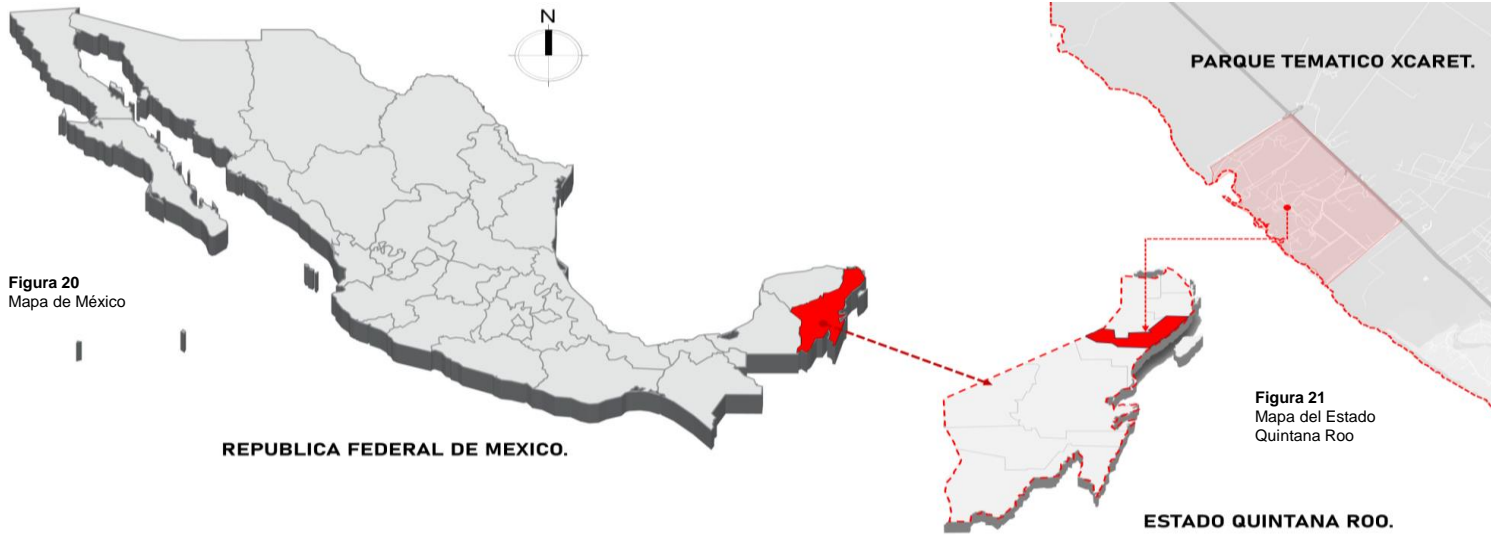 N
PARQUE TEMATICO XCARET.
Figura 20
Mapa de México
REPUBLICA FEDERAL DE MEXICO.
Figura 21
Mapa del Estado
Quintana Roo
ESTADO QUINTANA ROO.